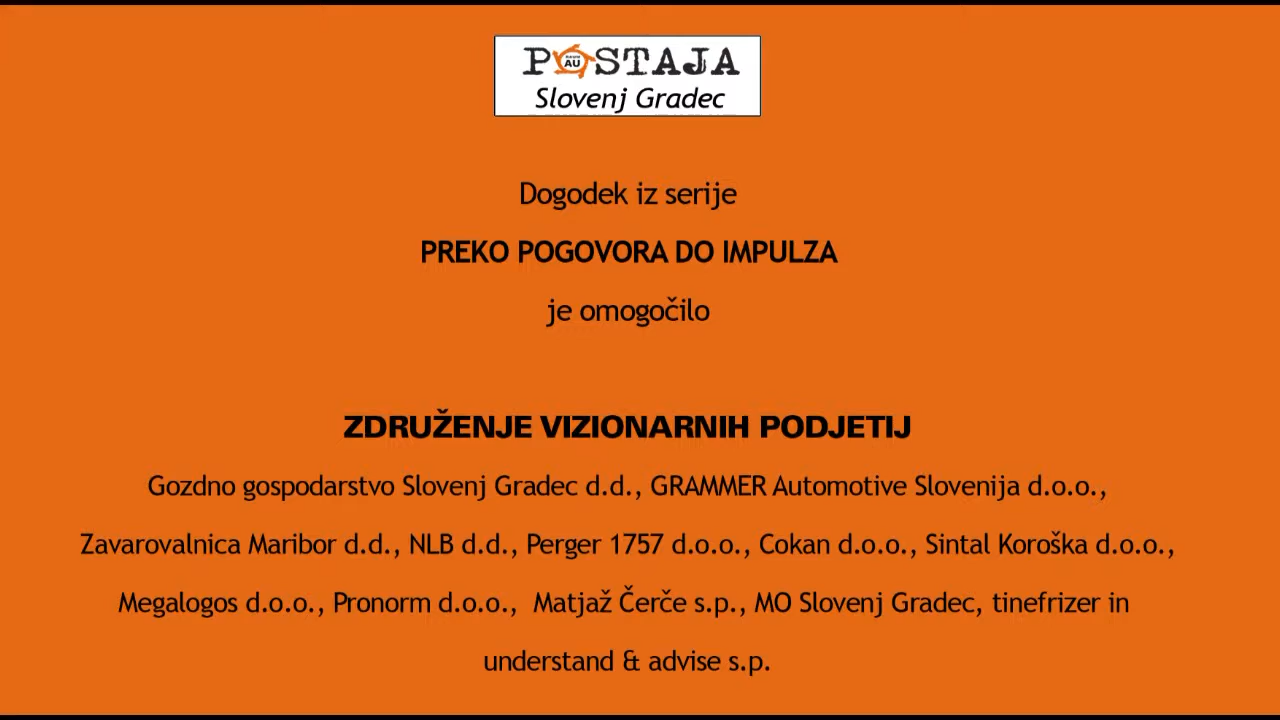 POSTAJA
AU
Slovenj Gradec
Dogodek iz serije
PREKO POGOVORA DO IMPULZA
je omogočilo
ZDRUŽENJE VIZIONARNIH PODJETIJ
Gozdno gospodarstvo Slovenj Gradec d.d., GRAMMER Automotive Slovenija d.o.o.,
Zavarovalnica Maribor d.d., NLB d.d., Perger 1757 d.o.o., Cokan d.o.o., Sintal Koroška d.o.o.,
Megalogos d.o.o., Pronorm d.o.o., Matjaž Čerče s.p., MO Slovenj Gradec, tinefrizer in
understand & advise s.p.